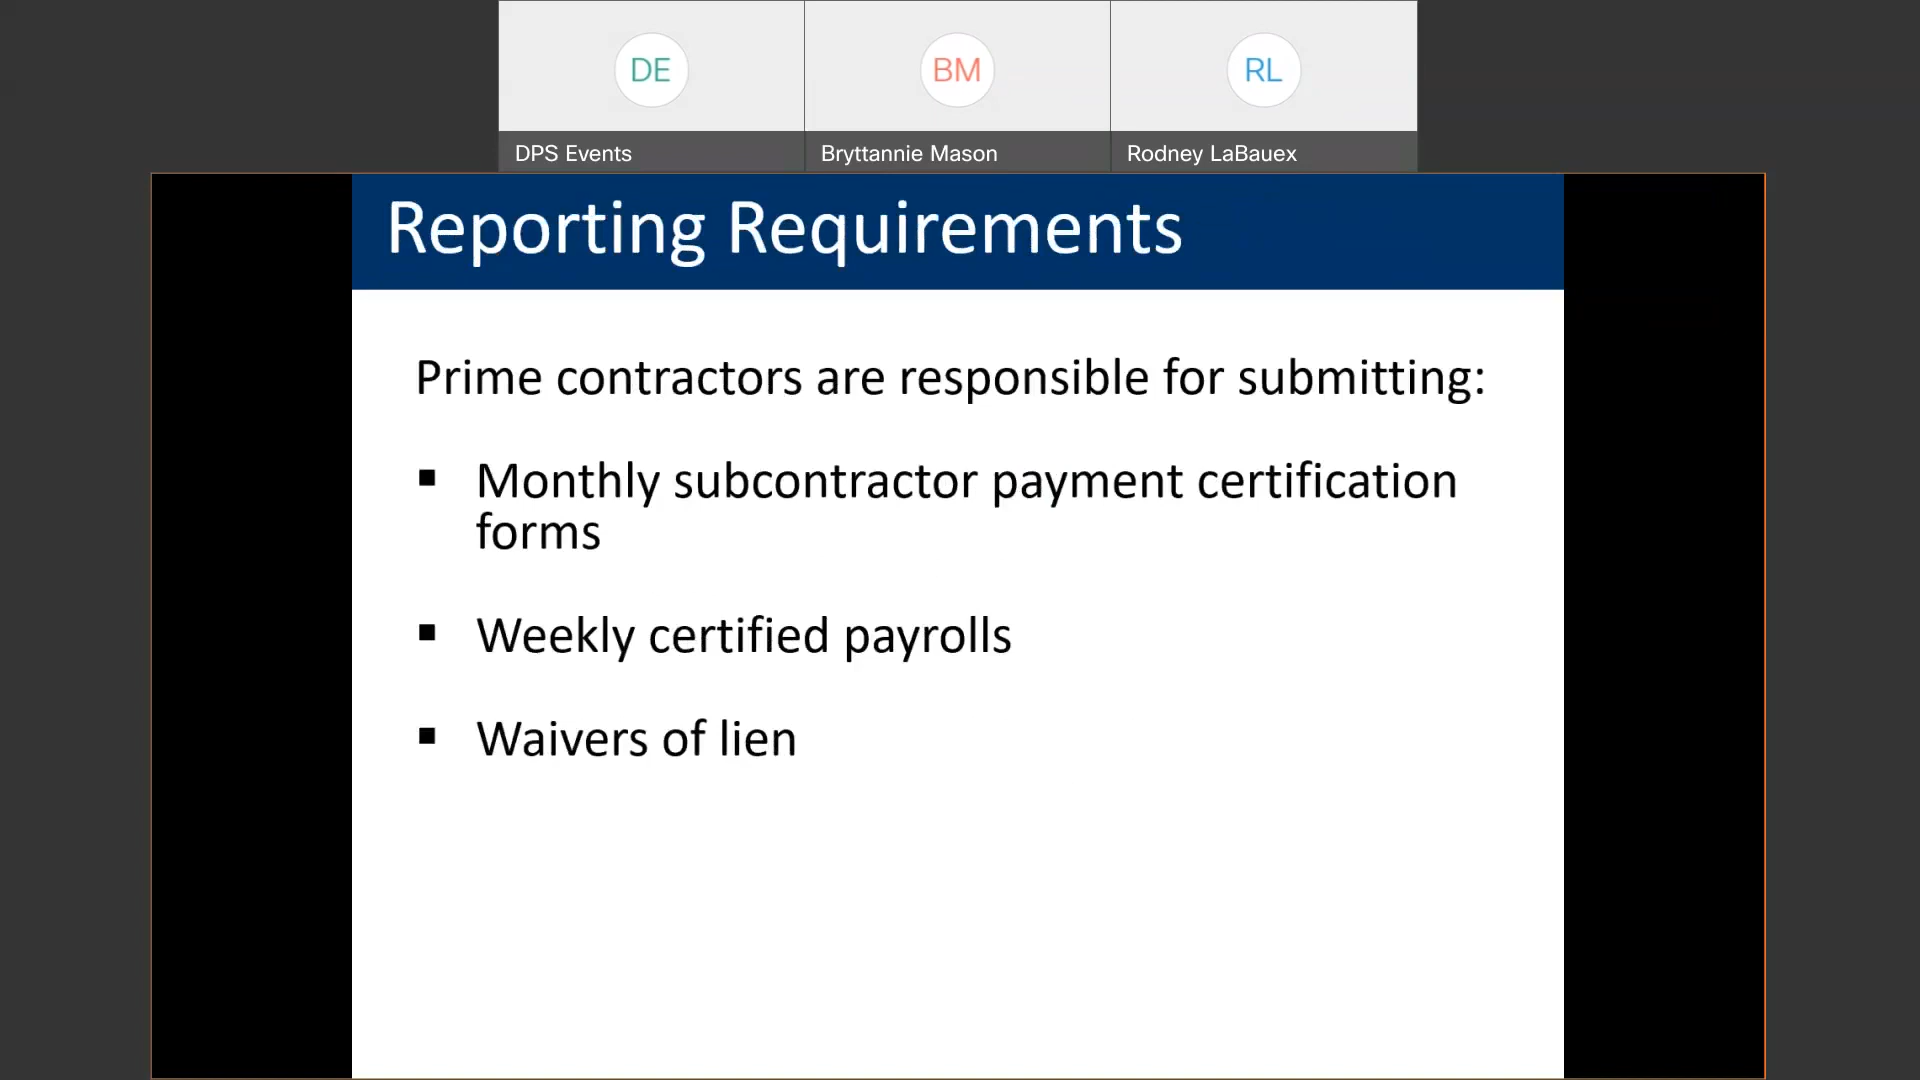 DE
BM
RL
DPS Events
Bryttannie Mason
Rodney LaBauex
Reporting Requirements
Prime contractors are responsible for submitting:
▪ Monthly subcontractor payment certification
forms
▪ Weekly certified payrolls
▪ Waivers of lien